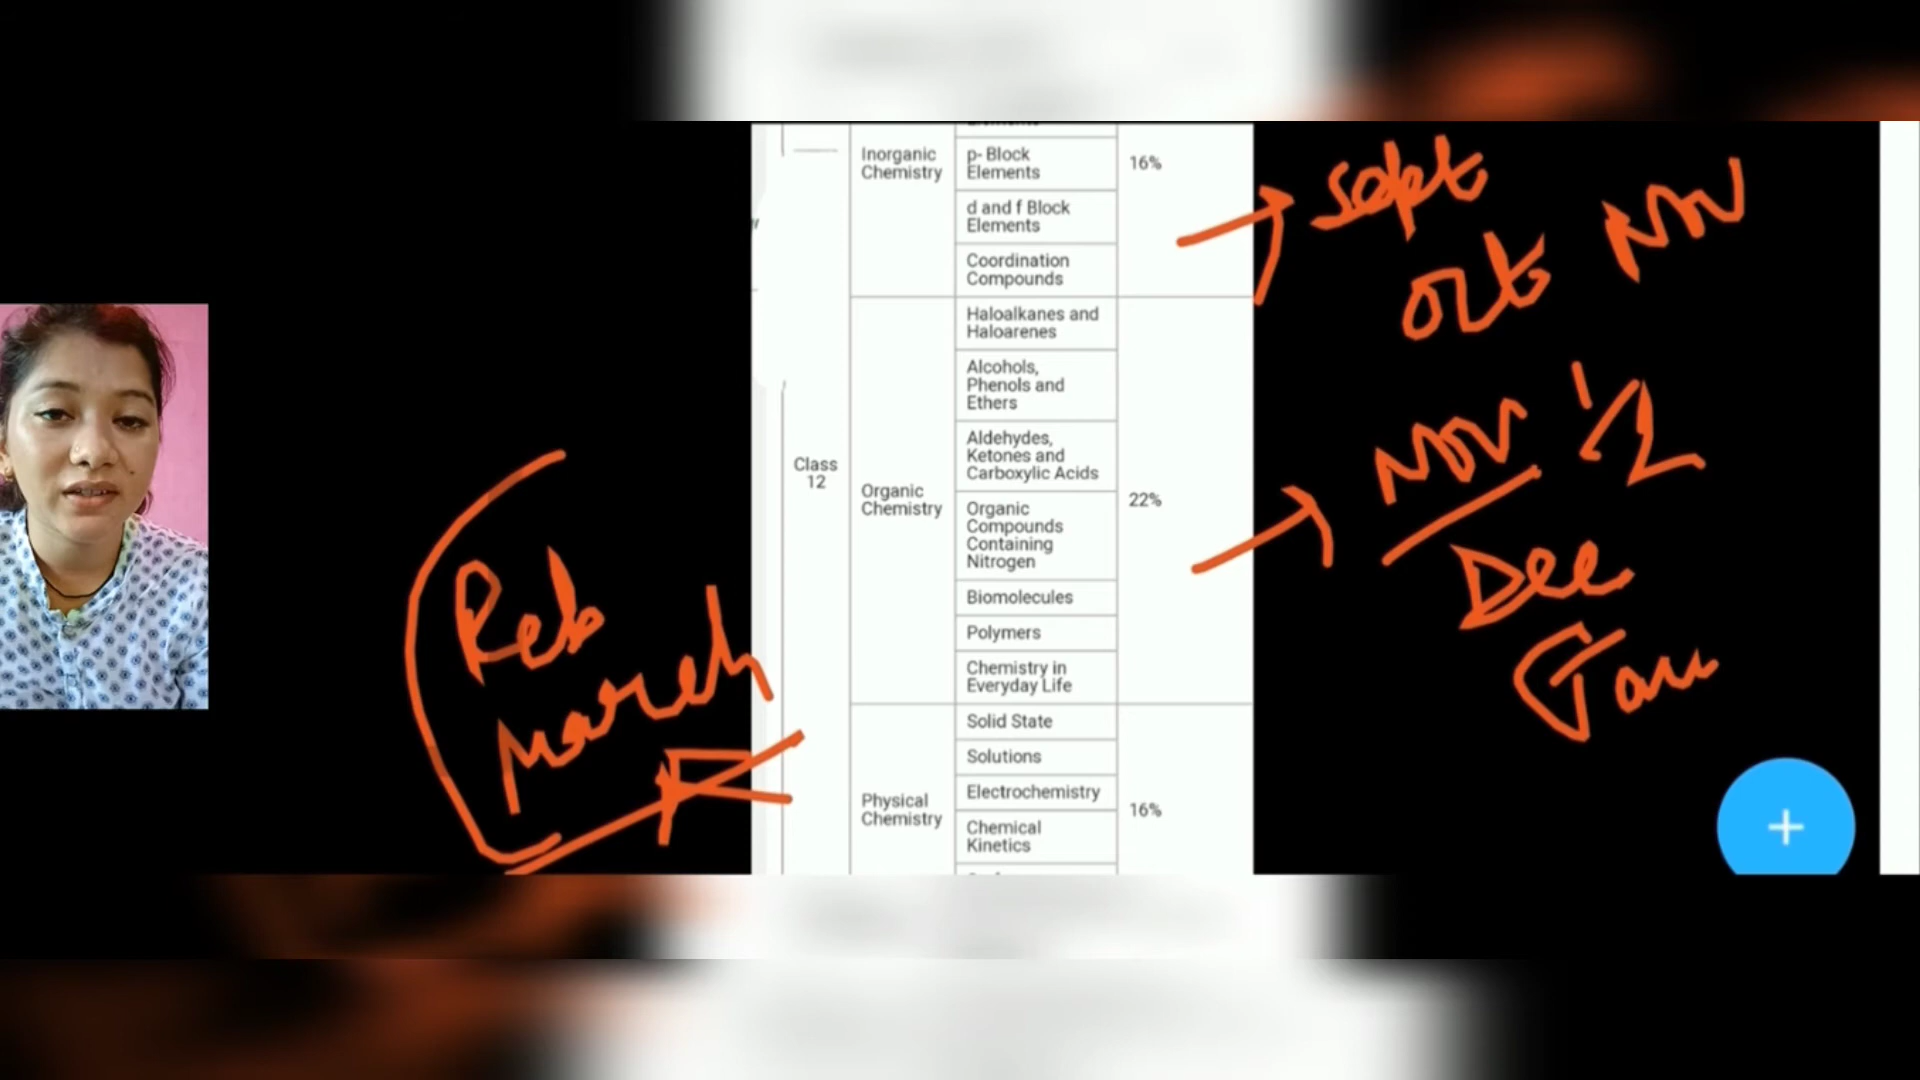 Inorganic
Chemistry
p- Block
Elements
16%
d and f Block
Elements
Coordination
Compounds
Class
12
Organic
Chemistry
Haloalkanes and
Haloarenes
Alcohols,
Phenols and
Ethers
Aldehydes,
Ketones and
Carboxylic Acids
22%
Organic
Compounds
Containing
Nitrogen
Biomolecules
Polymers
Chemistry in
Everyday Life
Physical
Chemistry
Solid State
Solutions
Electrochemistry
16%
Chemical
Kinetics
Sept
Oct Nov
Nov 1/2
Dec
Jan
March
+